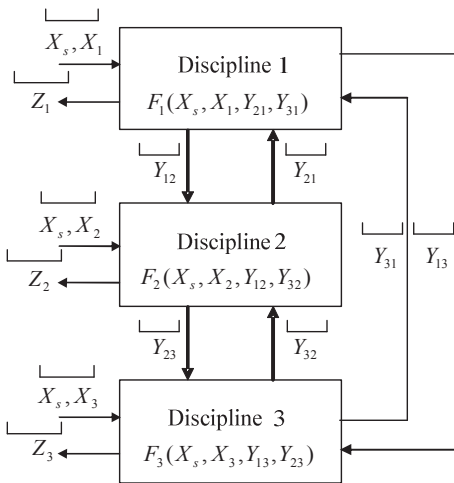 X_s, X_1
Discipline 1
Z_1
F_1(X_s, X_1, Y_21, Y_31)
Y_12
Y_21
X_s, X_2
Discipline 2
Z_2
F_2(X_s, X_2, Y_12, Y_32)
Y_31
Y_13
Y_23
Y_32
X_s, X_3
Discipline 3
Z_3
F_3(X_s, X_3, Y_13, Y_23)